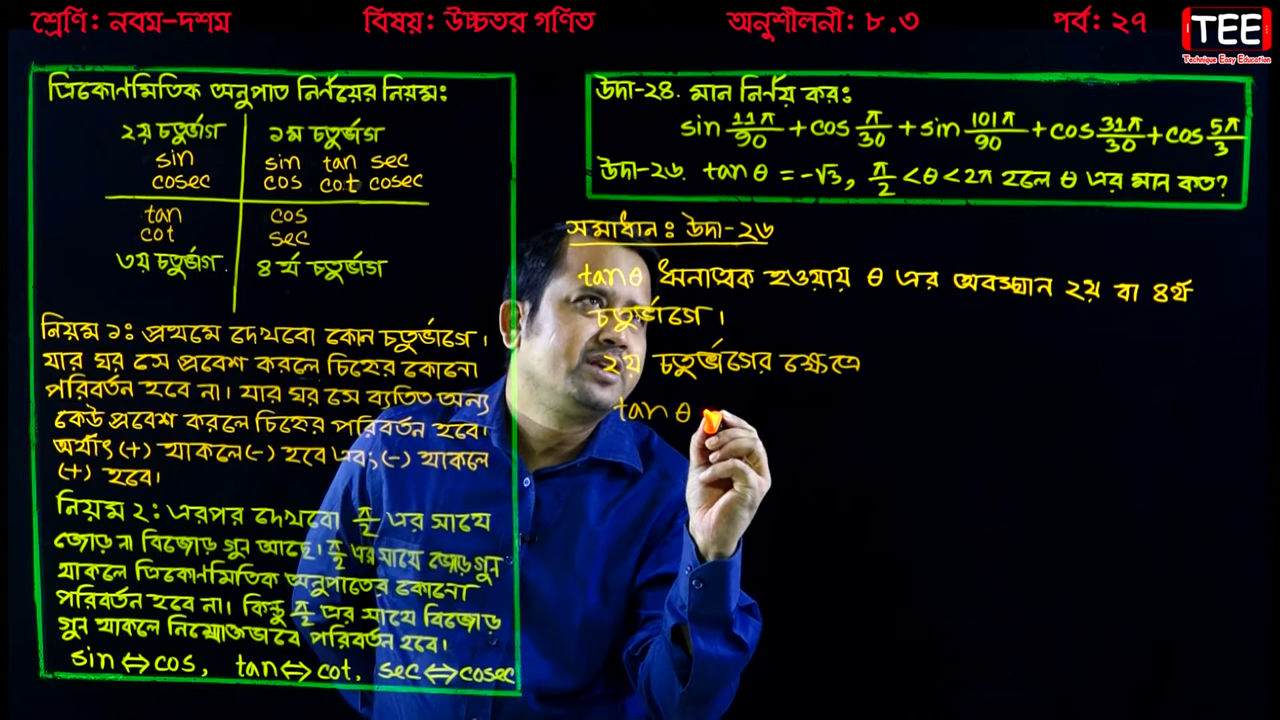 শ্রেণি: নবম-দশম
বিষয়: উচ্চতর গণিত
অনুশীলনী: ৮.৩
পর্ব: ২৭
TEE
Technique Easy Education
ত্রিকোণমিতিক অনুপাত নির্ণয়ের নিয়ম:
২য় চতুর্ভাগ
sin
cosec
১ম চতুর্ভাগ
sin tan sec
cos cot cosec
tan
cot
৩য় চতুর্ভাগ
cos
sec
৪র্থ চতুর্ভাগ
নিয়ম ১: প্রথমে দেখবো কোন চতুর্ভাগে।
যার ঘর সে প্রবেশ করলে চিহ্নের কোনো
পরিবর্তন হবে না। যার ঘর সে ব্যতিত অন্য
কেউ প্রবেশ করলে চিহ্নের পরিবর্তন হবে।
অর্থাৎ (+) থাকলে (-) হবে এবং (-) থাকলে
(+) হবে।
নিয়ম ২: এরপর দেখবো π/2 এর সাথে
জোড় না বিজোড় গুন আছে। π/2 এর সাথে জোড় গুন
থাকলে ত্রিকোণমিতিক অনুপাতের কোনো
পরিবর্তন হবে না। কিন্তু π/2 এর সাথে বিজোড়
গুন থাকলে নিম্মোক্তভাবে পরিবর্তন হবে।
sin⇔cos, tan⇔cot, sec⇔cosec
উদা-২৪. মান নির্ণয় কর:
sin 11π/90 + cos π/30 + sin 101π/90 + cos 31π/30 + cos 5π/3
উদা-২৬. tan θ = -√3, π/2 < θ < 2π হলে θ এর মান কত?
সমাধান: উদা-২৬
tan θ ঋনাত্মক হওয়ায় θ এর অবস্থান ২য় বা ৪র্থ
চতুর্ভাগে।
২য় চতুর্ভাগের ক্ষেত্রে
tan θ